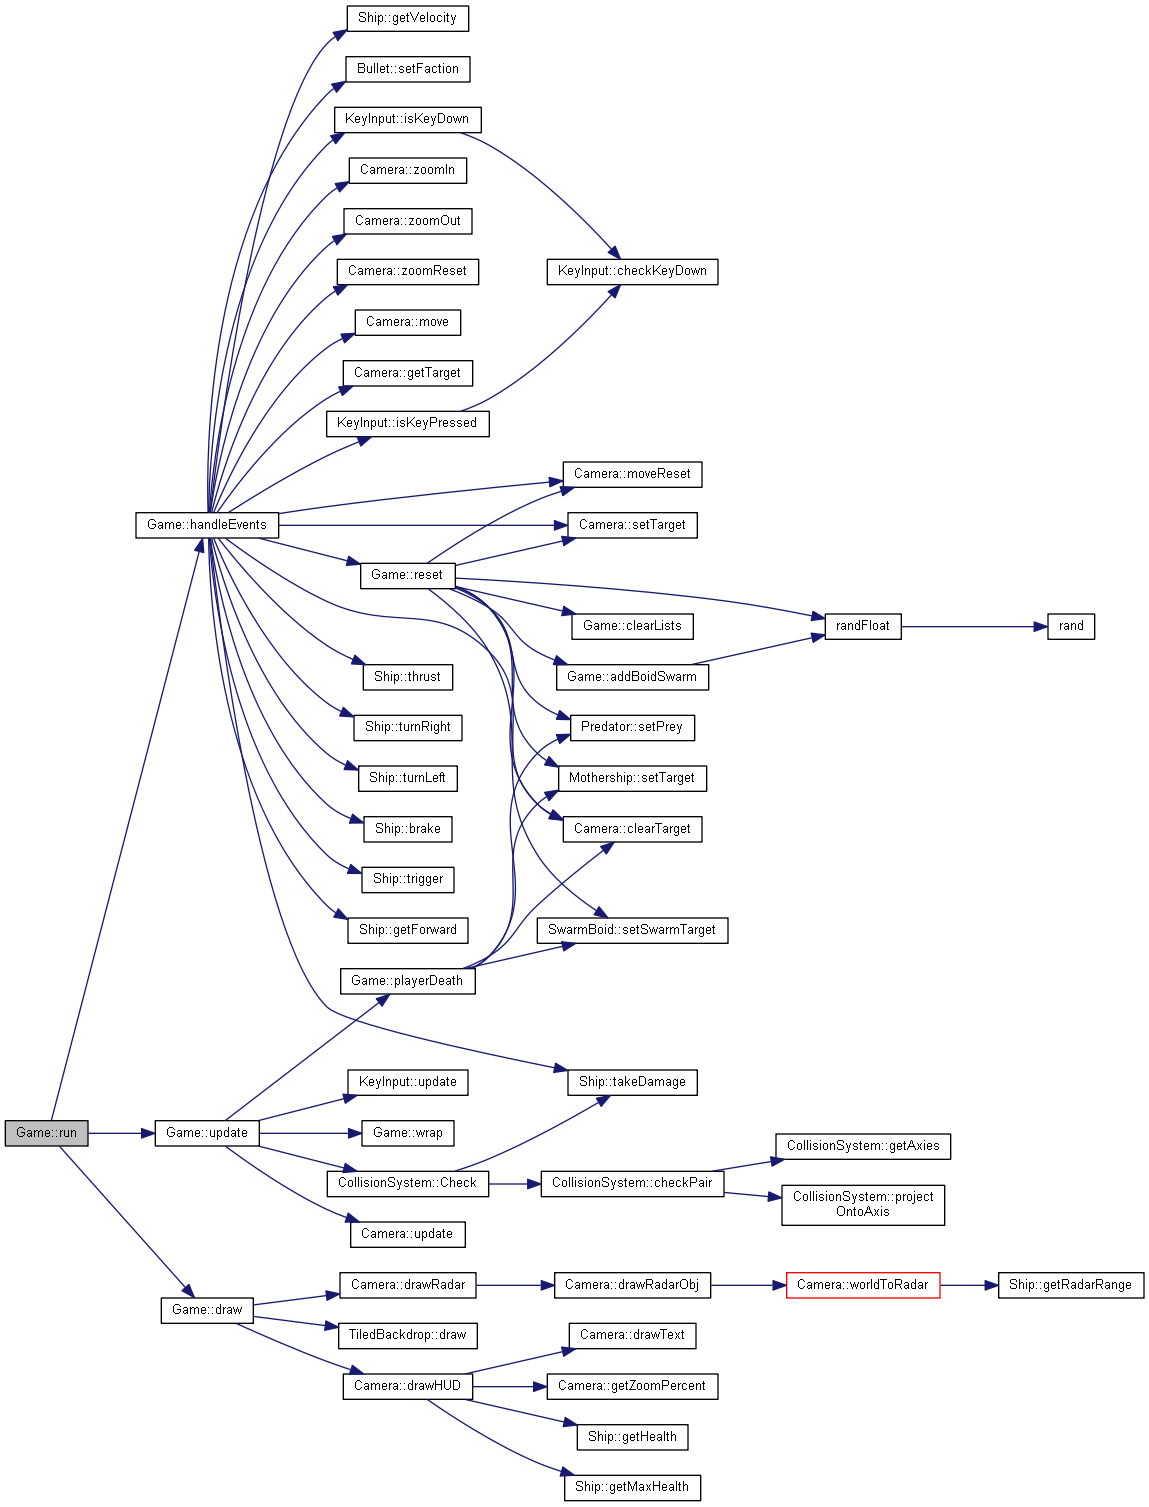 Ship::getVelocity
Bullet::setFaction
KeyInput::isKeyDown
Camera::zoomIn
Camera::zoomOut
Camera::zoomReset
KeyInput::checkKeyDown
Camera::move
Camera::getTarget
KeyInput::isKeyPressed
Camera::moveReset
Game::handleEvents
Camera::setTarget
Game::reset
Game::clearLists
randFloat
rand
Ship::thrust
Game::addBoidSwarm
Ship::turnRight
Predator::setPrey
Ship::turnLeft
Mothership::setTarget
Ship::brake
Camera::clearTarget
Ship::trigger
Ship::getForward
SwarmBoid::setSwarmTarget
Game::playerDeath
KeyInput::update
Ship::takeDamage
Game::run
Game::update
Game::wrap
CollisionSystem::getAxies
CollisionSystem::Check
CollisionSystem::checkPair
CollisionSystem::project
OntoAxis
Camera::update
Camera::drawRadar
Camera::drawRadarObj
Camera::worldToRadar
Ship::getRadarRange
Game::draw
TiledBackdrop::draw
Camera::drawText
Camera::drawHUD
Camera::getZoomPercent
Ship::getHealth
Ship::getMaxHealth